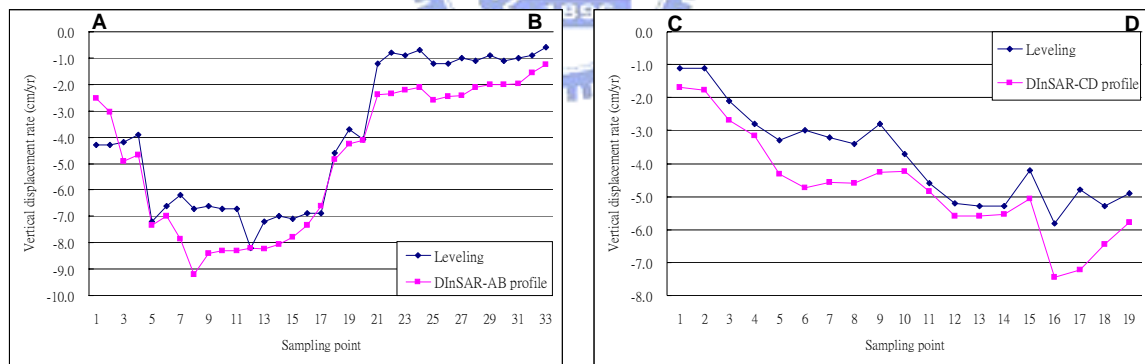 1896
A
B
0.0
-1.0
-2.0
-3.0
-4.0
-5.0
-6.0
-7.0
-8.0
-9.0
-10.0
Vertical displacement rate (cm/yr)
1 3 5 7 9 11 13 15 17 19 21 23 25 27 29 31 33
Sampling point
Leveling
DInSAR-AB profile
C
D
0.0
-1.0
-2.0
-3.0
-4.0
-5.0
-6.0
-7.0
-8.0
Vertical displacement rate (cm/yr)
1 2 3 4 5 6 7 8 9 10 11 12 13 14 15 16 17 18 19
Sampling point
Leveling
DInSAR-CD profile